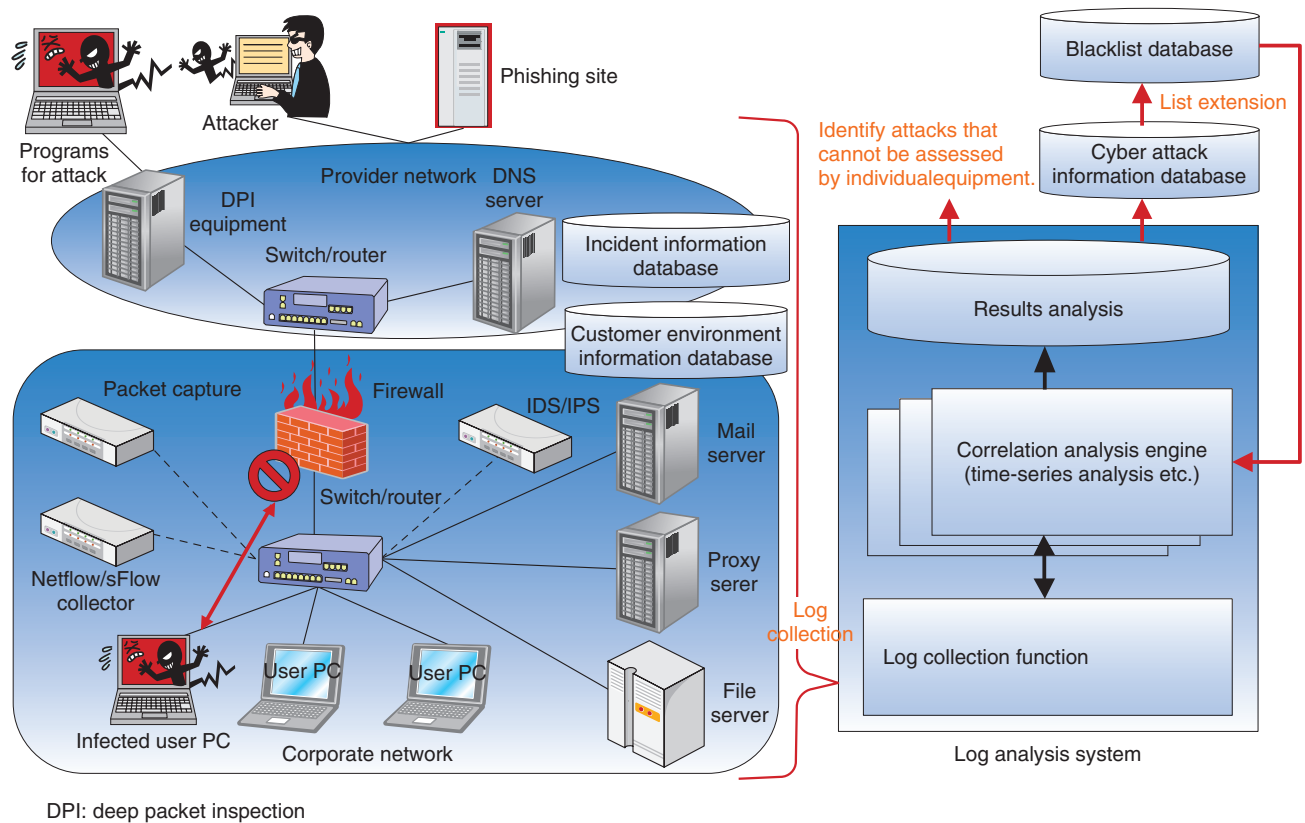 Programs
for attack
Attacker
Phishing site
Provider network
DPI
equipment
Switch/router
DNS
server
Incident information
database
Customer environment
information database
Packet capture
Firewall
IDS/IPS
Mail
server
Switch/router
Netflow/sFlow
collector
Proxy
serer
Infected user PC
User PC
User PC
Corporate network
File
server
Log
collection
Blacklist database
List extension
Identify attacks that
cannot be assessed
by individualequipment.
Cyber attack
information database
Results analysis
Correlation analysis engine
(time-series analysis etc.)
Log collection function
Log analysis system
DPI: deep packet inspection